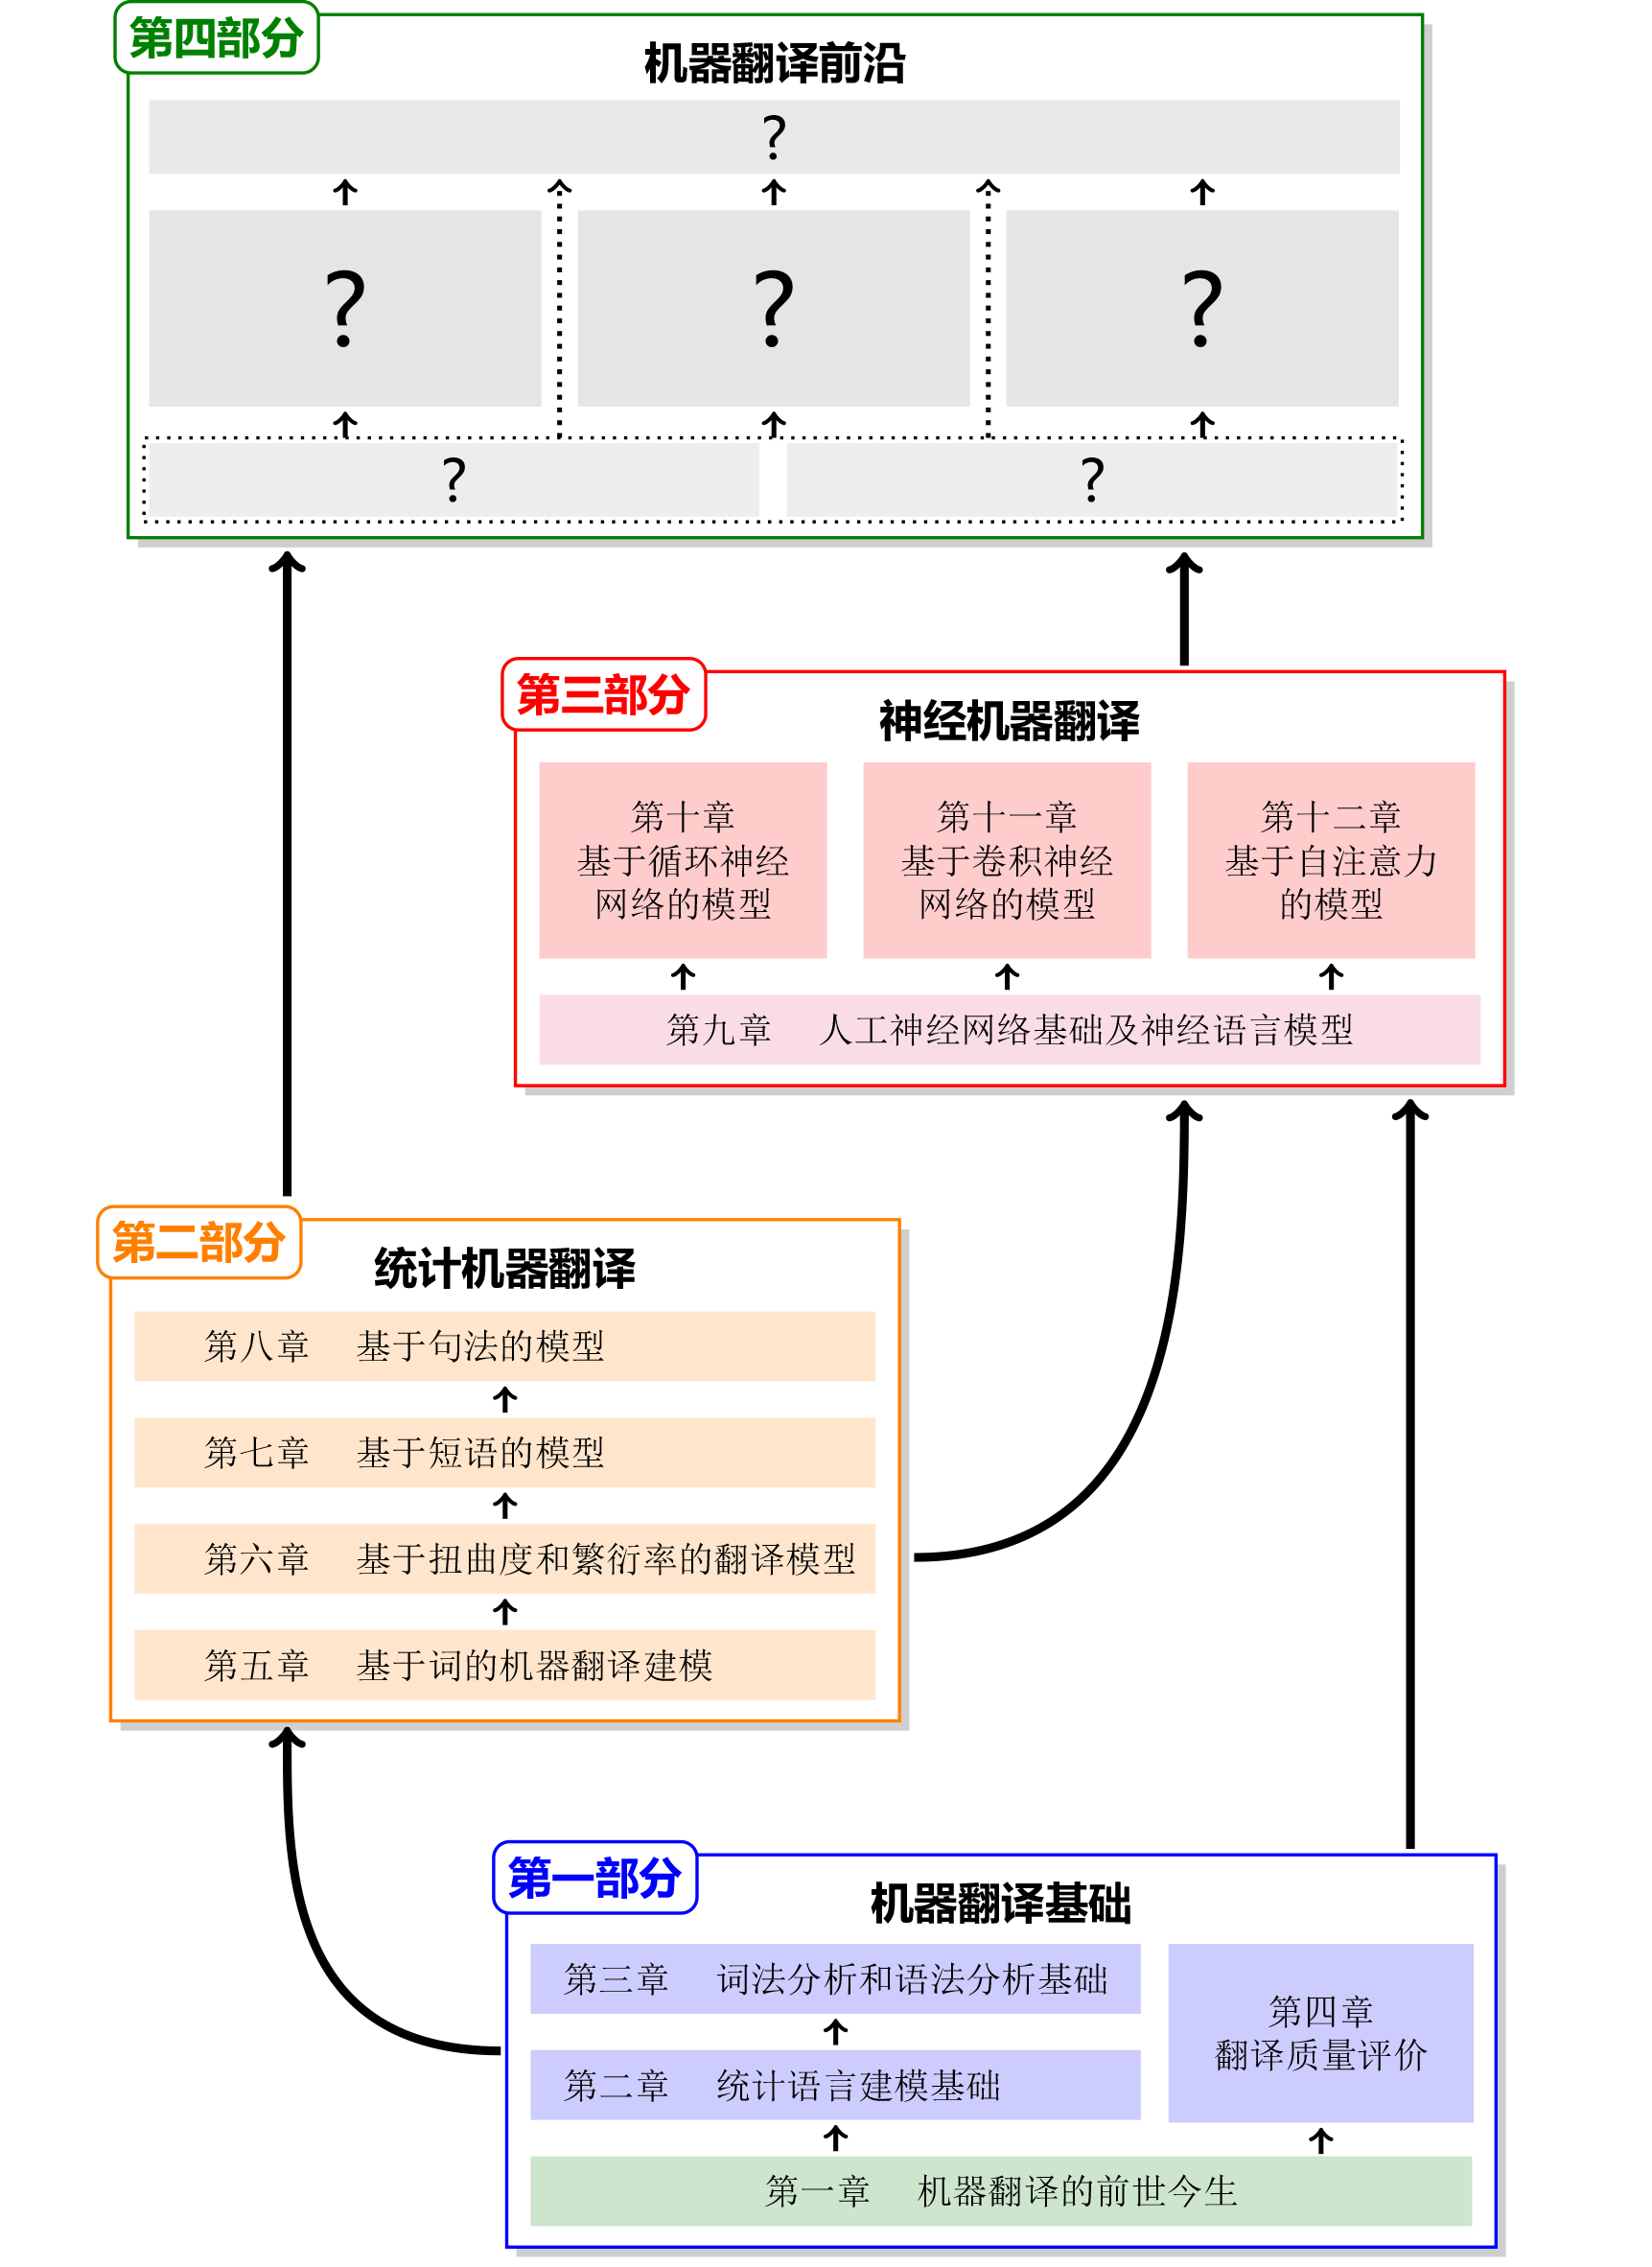 第四部分
机器翻译前沿
?
? ? ?
? ?
第三部分
神经机器翻译
第十章
基于循环神经
网络的模型
第十一章
基于卷积神经
网络的模型
第十二章
基于自注意力
的模型
第九章 人工神经网络基础及神经语言模型
第二部分
统计机器翻译
第八章 基于句法的模型
第七章 基于短语的模型
第六章 基于扭曲度和繁衍率的翻译模型
第五章 基于词的机器翻译建模
第一部分
机器翻译基础
第三章 词法分析和语法分析基础
第四章
翻译质量评价
第二章 统计语言建模基础
第一章 机器翻译的前世今生